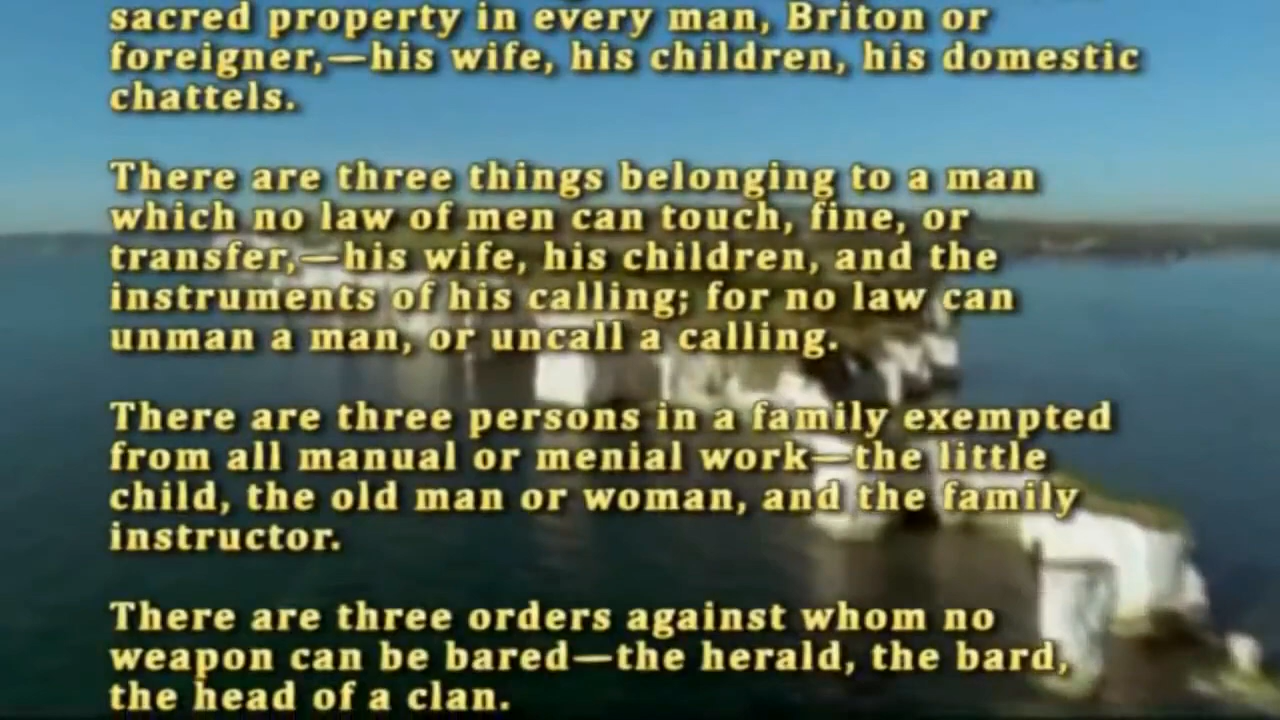 sacred property in every man, Briton or
foreigner,—his wife, his children, his domestic
chattels.
There are three things belonging to a man
which no law of men can touch, fine, or
transfer,—his wife, his children, and the
instruments of his calling; for no law can
unman a man, or uncall a calling.
There are three persons in a family exempted
from all manual or menial work—the little
child, the old man or woman, and the family
instructor.
There are three orders against whom no
weapon can be bared—the herald, the bard,
the head of a clan.